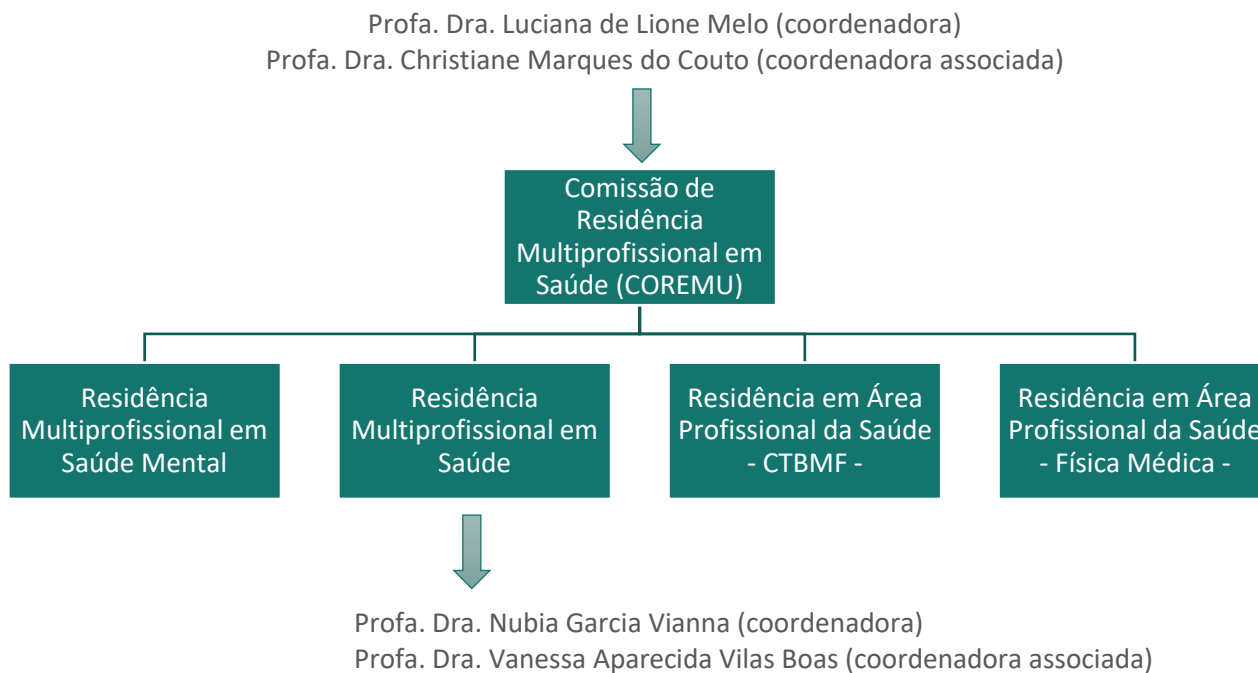 Profa. Dra. Luciana de Lione Melo (coordenadora)
Profa. Dra. Christiane Marques do Couto (coordenadora associada)
Comissão de
Residência
Multiprofissional em
Saúde (COREMU)
Residência
Multiprofissional em
Saúde Mental
Residência
Multiprofissional em
Saúde
Residência em Área
Profissional da Saúde
- CTBMF -
Residência em Área
Profissional da Saúde
- Física Médica -
Profa. Dra. Nubia Garcia Vianna (coordenadora)
Profa. Dra. Vanessa Aparecida Vilas Boas (coordenadora associada)